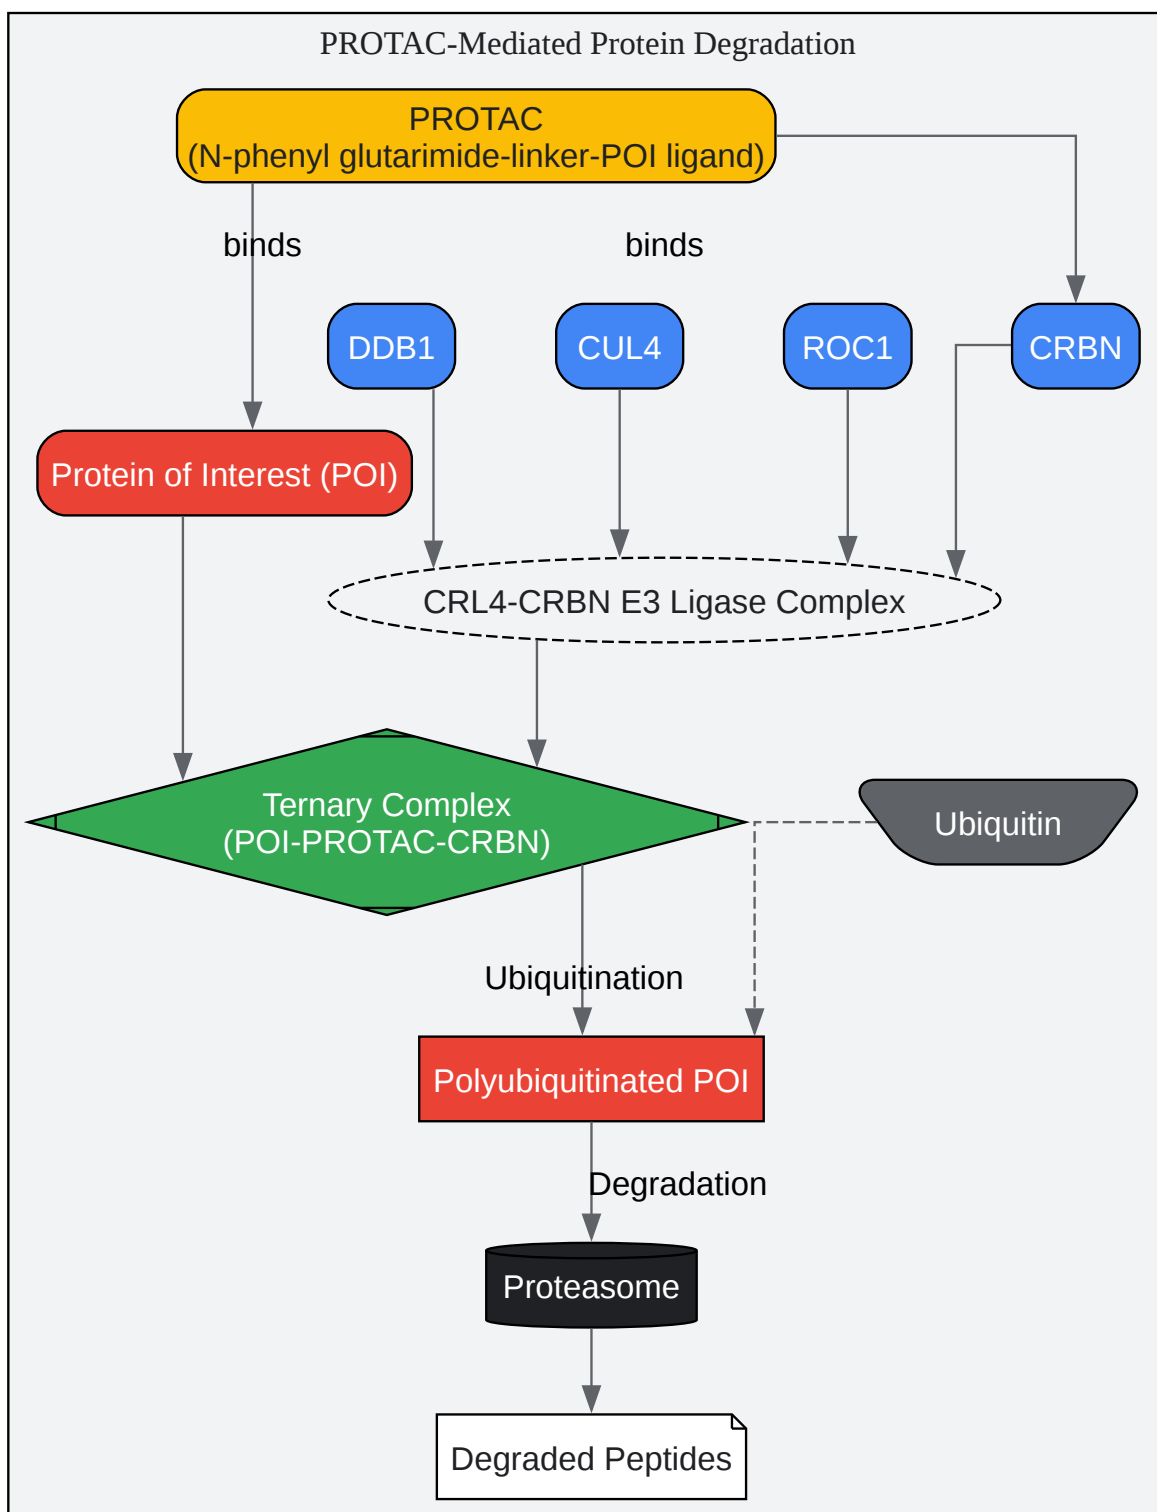 PROTAC-Mediated Protein Degradation
PROTAC
(N-phenyl glutarimide-linker-POI ligand)
binds
binds
DDB1
CUL4
ROC1
CRBN
Protein of Interest (POI)
CRL4-CRBN E3 Ligase Complex
Ternary Complex
(POI-PROTAC-CRBN)
Ubiquitin
Ubiquitination
Polyubiquitinated POI
Degradation
Proteasome
Degraded Peptides